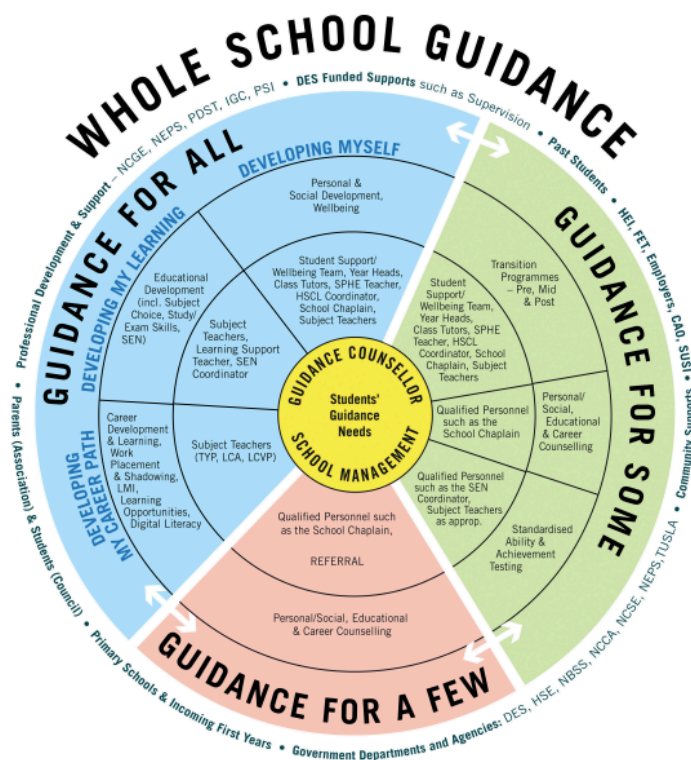 WHOLE SCHOOL GUIDANCE
Professional Development & Support – NCGE, NEPS, PDST, IGC, PSI • DES Funded Supports such as Supervision • Past Students • HEI, FET, Employers, CAO, SUSI • Community Supports
• Parents (Association) & Students (Council) • Primary Schools & Incoming First Years • Government Departments and Agencies: DES, HSE, NBSS, NCCA, NCSE, NEPS, TUSLA •
GUIDANCE FOR ALL
DEVELOPING MYSELF
Personal &
Social Development,
Wellbeing
Student Support/
Wellbeing Team, Year Heads,
Class Tutors, SPHE Teacher,
HSCL Coordinator,
School Chaplain,
Subject Teachers
DEVELOPING MY LEARNING
Educational
Development
(incl. Subject
Choice, Study/
Exam Skills,
SEN)
Subject
Teachers,
Learning Support
Teacher, SEN
Coordinator
DEVELOPING
MY CAREER PATH
Career
Development
& Learning,
Work
Placement
& Shadowing,
LMI,
Learning
Opportunities,
Digital Literacy
Subject Teachers
(TYP, LCA, LCVP)
GUIDANCE COUNSELLOR
Students'
Guidance
Needs
SCHOOL MANAGEMENT
GUIDANCE FOR SOME
Transition
Programmes
– Pre, Mid
& Post
Student
Support/
Wellbeing Team,
Year Heads,
Class Tutors, SPHE
Teacher, HSCL
Coordinator, School
Chaplain, Subject
Teachers
Qualified Personnel
such as the
School Chaplain
Personal/
Social,
Educational
& Career
Counselling
Qualified Personnel
such as the SEN
Coordinator,
Subject Teachers
as approp.
Standardised
Ability &
Achievement
Testing
Qualified Personnel such
as the School Chaplain,
REFERRAL
Personal/Social, Educational
& Career Counselling
GUIDANCE FOR A FEW